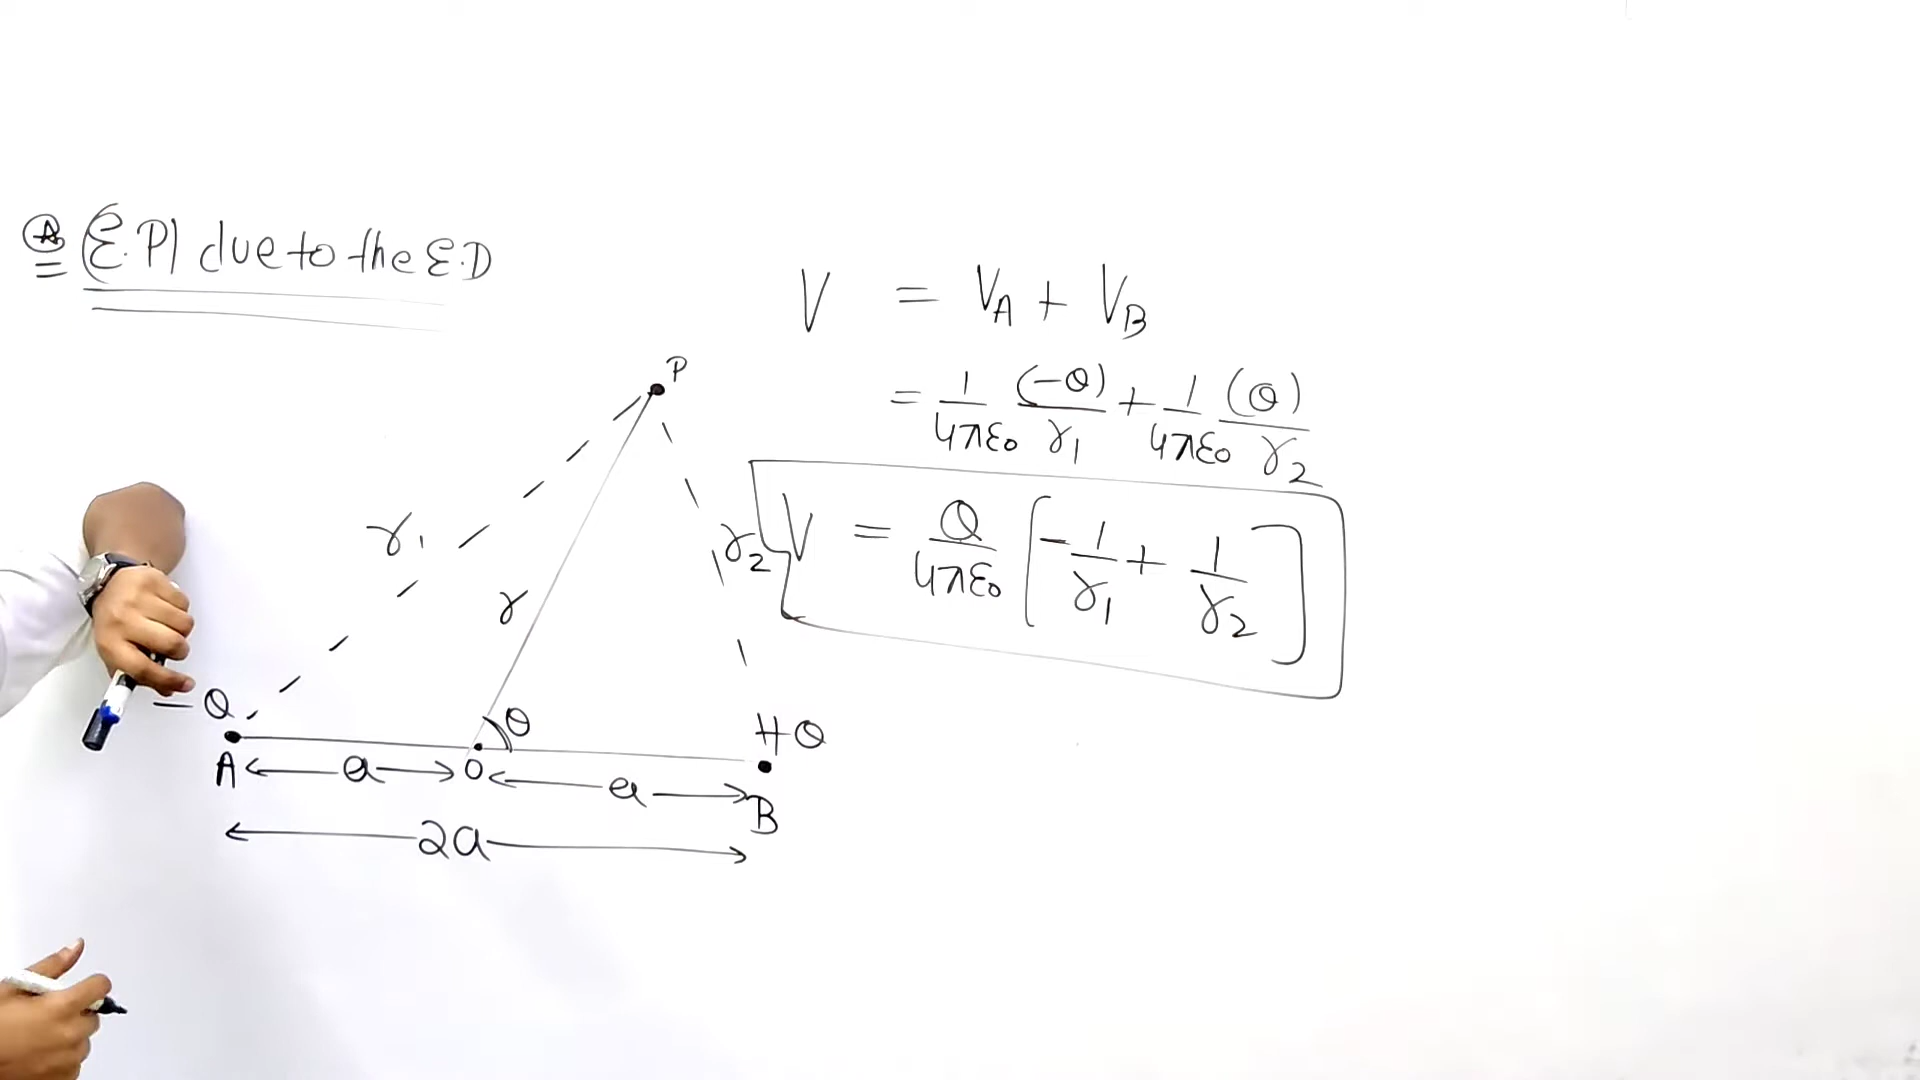 Ⓐ (E.P) due to the E.D
V = V_A + V_B
= 1/4πε₀ (-Q)/r₁ + 1/4πε₀ (Q)/r₂
V = Q/4πε₀ [-1/r₁ + 1/r₂]
P
r₁
r
r₂
-Q
θ
+Q
A a O a B
2a